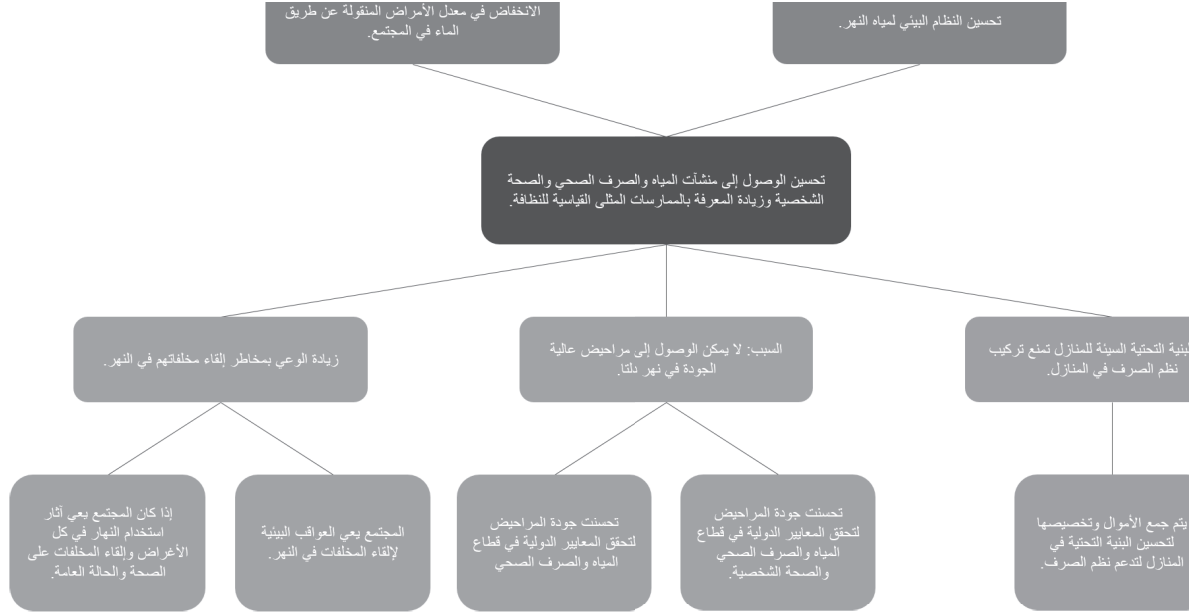 تحسين النظام البيئي لمياه النهر.
الانخفاض في معدل الأمراض المنقولة عن طريق
الماء في المجتمع.
تحسين الوصول إلى منشآت المياه والصرف الصحي والصحة
الشخصية وزيادة المعرفة بالممارسات المثلى القياسية للنظافة.
لبنية التحتية السيئة للمنازل تمنع تركيب
نظم الصرف في المنازل.
السبب: لا يمكن الوصول إلى مراحيض عالية
الجودة في نهر دلتا.
زيادة الوعي بمخاطر إلقاء مخلفاتهم في النهر.
يتم جمع الأموال وتخصيصها
لتحسين البنية التحتية في
المنازل لتدعم نظم الصرف.
تحسنت جودة المراحيض
لتحقق المعايير الدولية في قطاع
المياه والصرف الصحي
والصحة الشخصية.
تحسنت جودة المراحيض
لتحقق المعايير الدولية في قطاع
المياه والصرف الصحي
المجتمع يعي العواقب البيئية
لإلقاء المخلفات في النهر.
إذا كان المجتمع يعي آثار
استخدام النهار في كل
الأغراض وإلقاء المخلفات على
الصحة والحالة العامة.